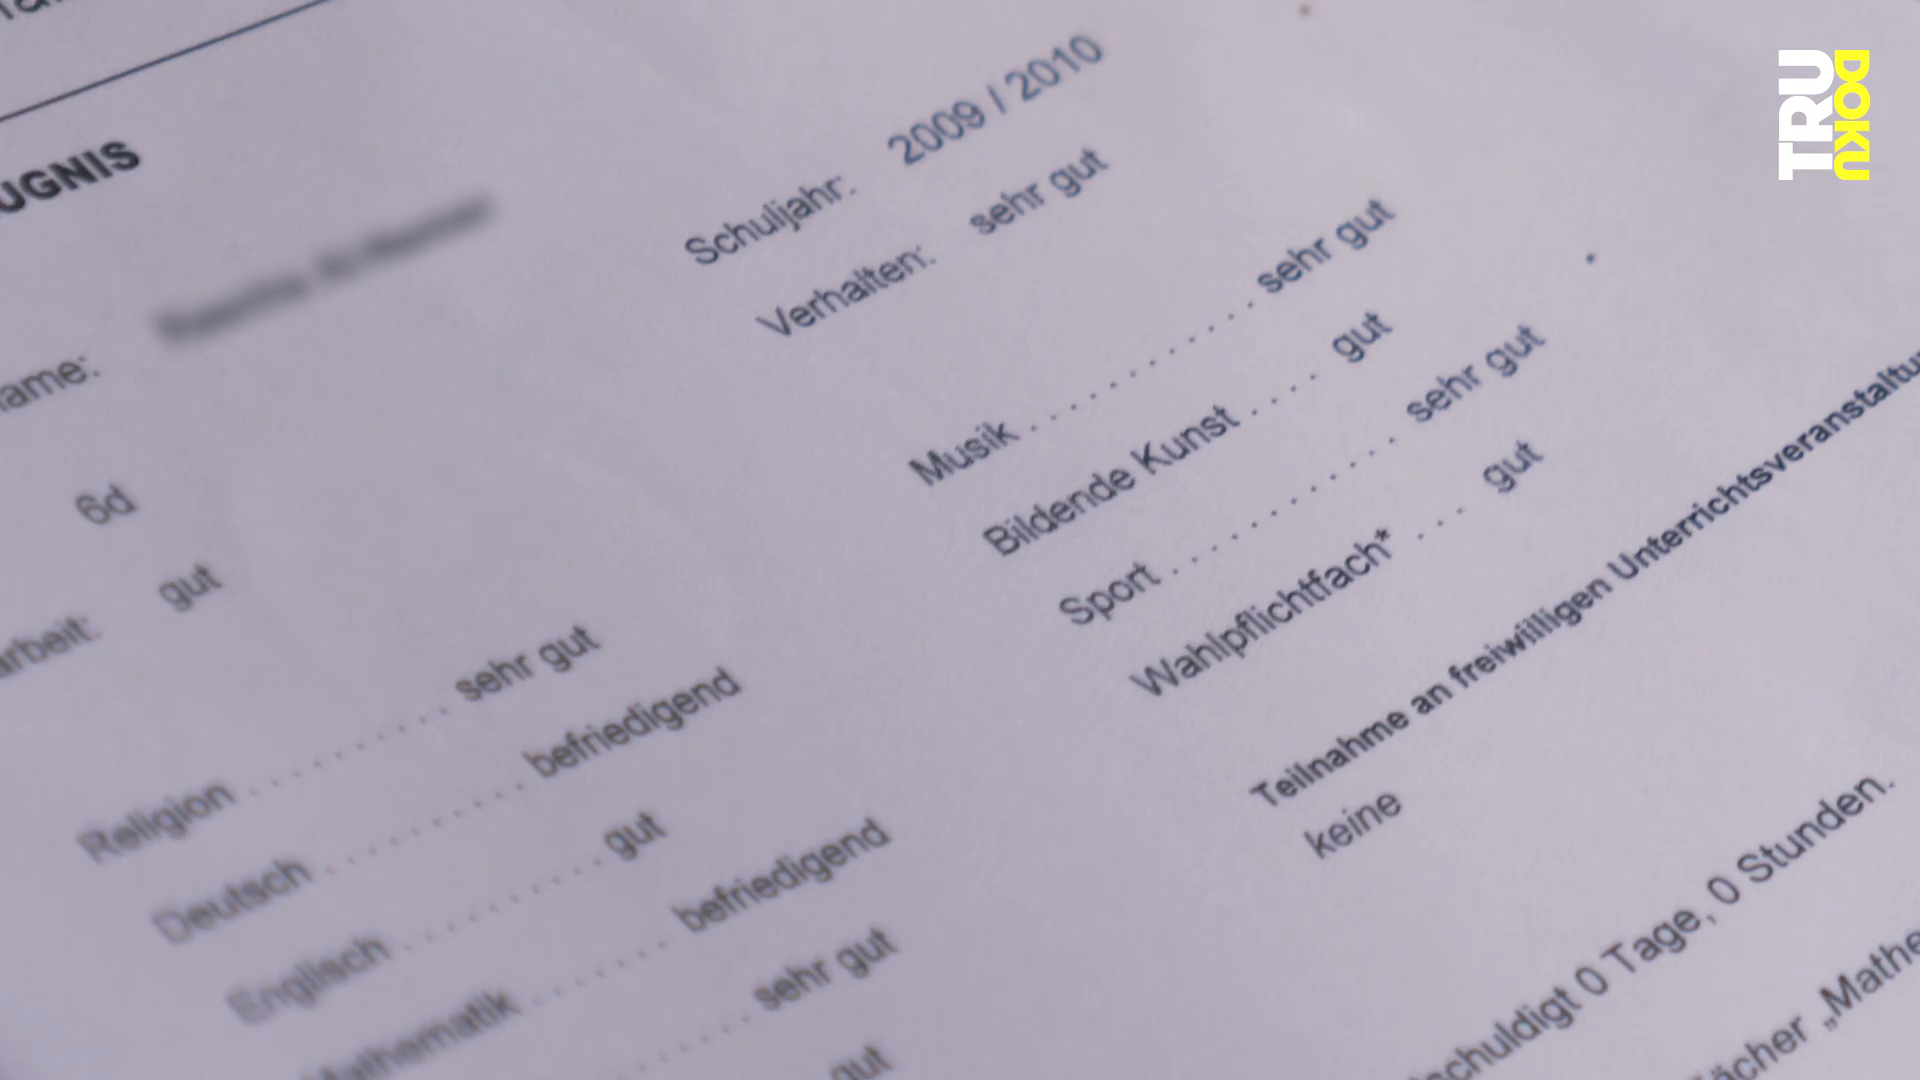 UGNIS
Schuljahr: 2009 / 2010
ame:
Verhalten: sehr gut
6d
arbeit: gut
Musik . . . . . . . . . . . . . . . . sehr gut
Bildende Kunst . . . . . gut
Sport . . . . . . . . . . . . . . . . sehr gut
Wahlpflichtfach* . . . . gut
Religion . . . . . . . . . . . . . . sehr gut
Deutsch . . . . . . . . . . . . . . befriedigend
Englisch . . . . . . . . . . . . . . gut
Mathematik . . . . . . . . . befriedigend
sehr gut
gut
Teilnahme an freiwilligen Unterrichtsveranstaltu
keine
schuldigt 0 Tage, 0 Stunden.
ächer „Mathe
TRU
DOKU